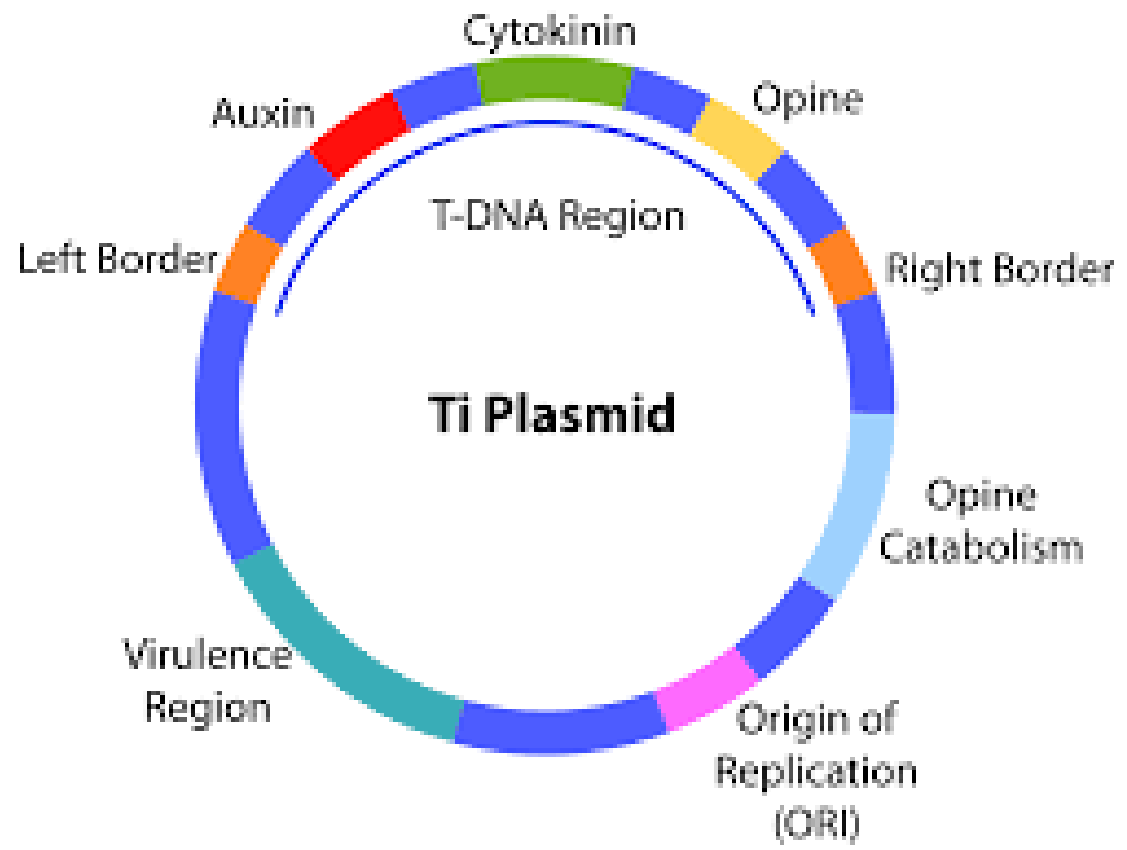 Cytokinin
Auxin
Opine
T-DNA Region
Left Border
Right Border
Ti Plasmid
Opine
Catabolism
Virulence
Region
Origin of
Replication
(ORI)